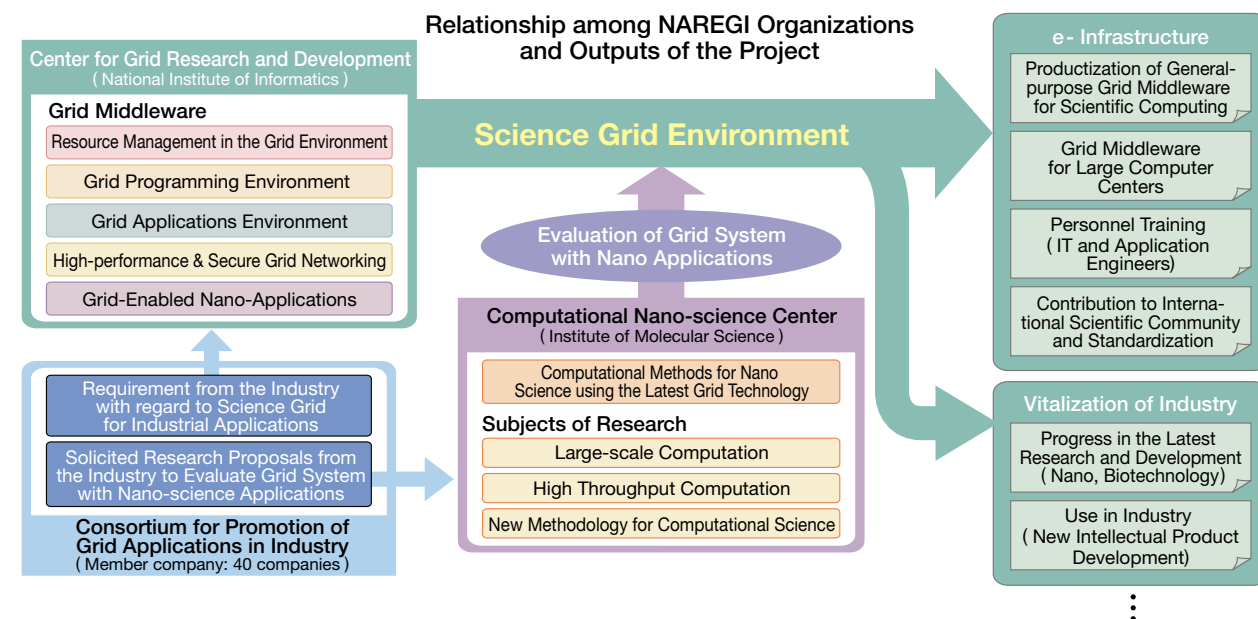 Relationship among NAREGI Organizations
and Outputs of the Project
Center for Grid Research and Development
( National Institute of Informatics )
Grid Middleware
Resource Management in the Grid Environment
Grid Programming Environment
Grid Applications Environment
High-performance & Secure Grid Networking
Grid-Enabled Nano-Applications
Requirement from the Industry
with regard to Science Grid
for Industrial Applications
Solicited Research Proposals from
the Industry to Evaluate Grid System
with Nano-science Applications
Consortium for Promotion of
Grid Applications in Industry
( Member company: 40 companies )
Science Grid Environment
Evaluation of Grid System
with Nano Applications
Computational Nano-science Center
( Institute of Molecular Science )
Computational Methods for Nano
Science using the Latest Grid Technology
Subjects of Research
Large-scale Computation
High Throughput Computation
New Methodology for Computational Science
e- Infrastructure
Productization of General-
purpose Grid Middleware
for Scientific Computing
Grid Middleware
for Large Computer
Centers
Personnel Training
( IT and Application
Engineers)
Contribution to Interna-
tional Scientific Community
and Standardization
Vitalization of Industry
Progress in the Latest
Research and Development
( Nano, Biotechnology)
Use in Industry
( New Intellectual Product
Development)